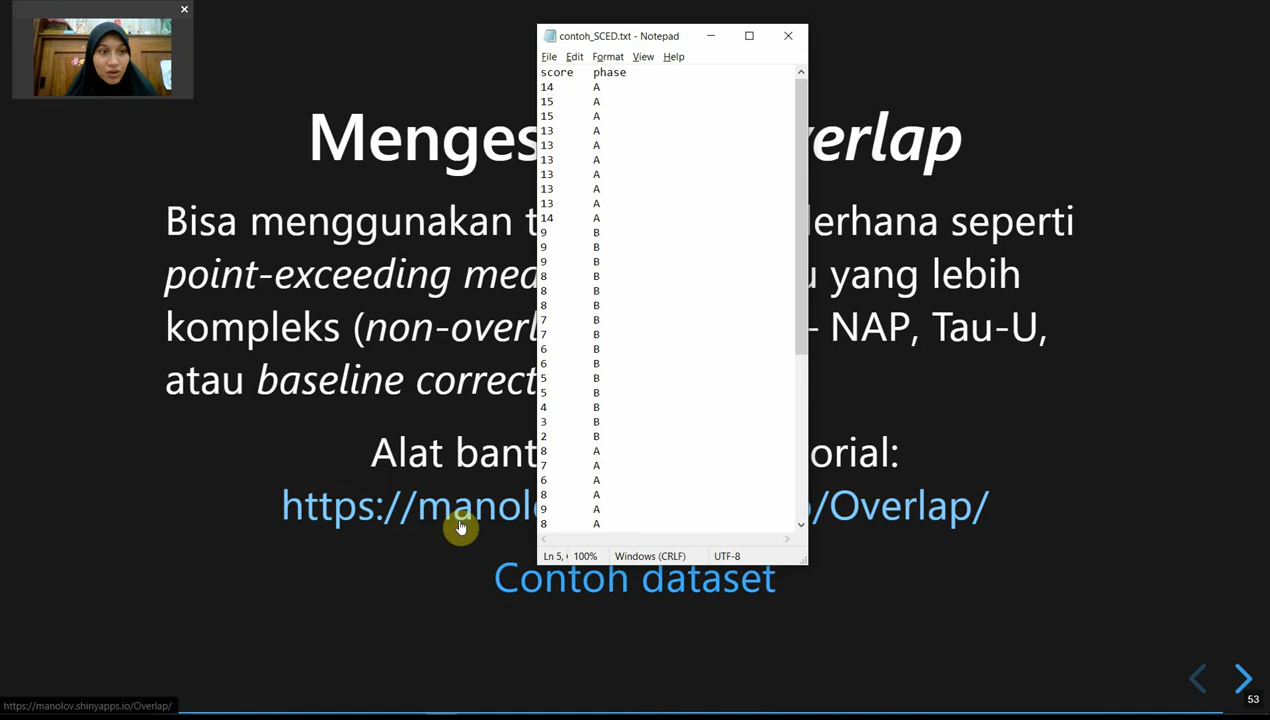 contoh_SCED.txt - Notepad
File Edit Format View Help
score phase
14 A
15 A
15 A
13 A
13 A
13 A
13 A
13 A
13 A
14 A
9 B
9 B
9 B
8 B
8 B
8 B
7 B
7 B
6 B
6 B
5 B
5 B
4 B
3 B
2 B
8 A
7 A
6 A
8 A
9 A
8 A
Ln 5, 100% Windows (CRLF) UTF-8
Menges verlap
Bisa menggunakan t derhana seperti
point-exceeding med u yang lebih
kompleks (non-overl - NAP, Tau-U,
atau baseline correct
Alat bant orial:
https://manol o/Overlap/
Contoh dataset
53
https://manolov.shinyapps.io/Overlap/